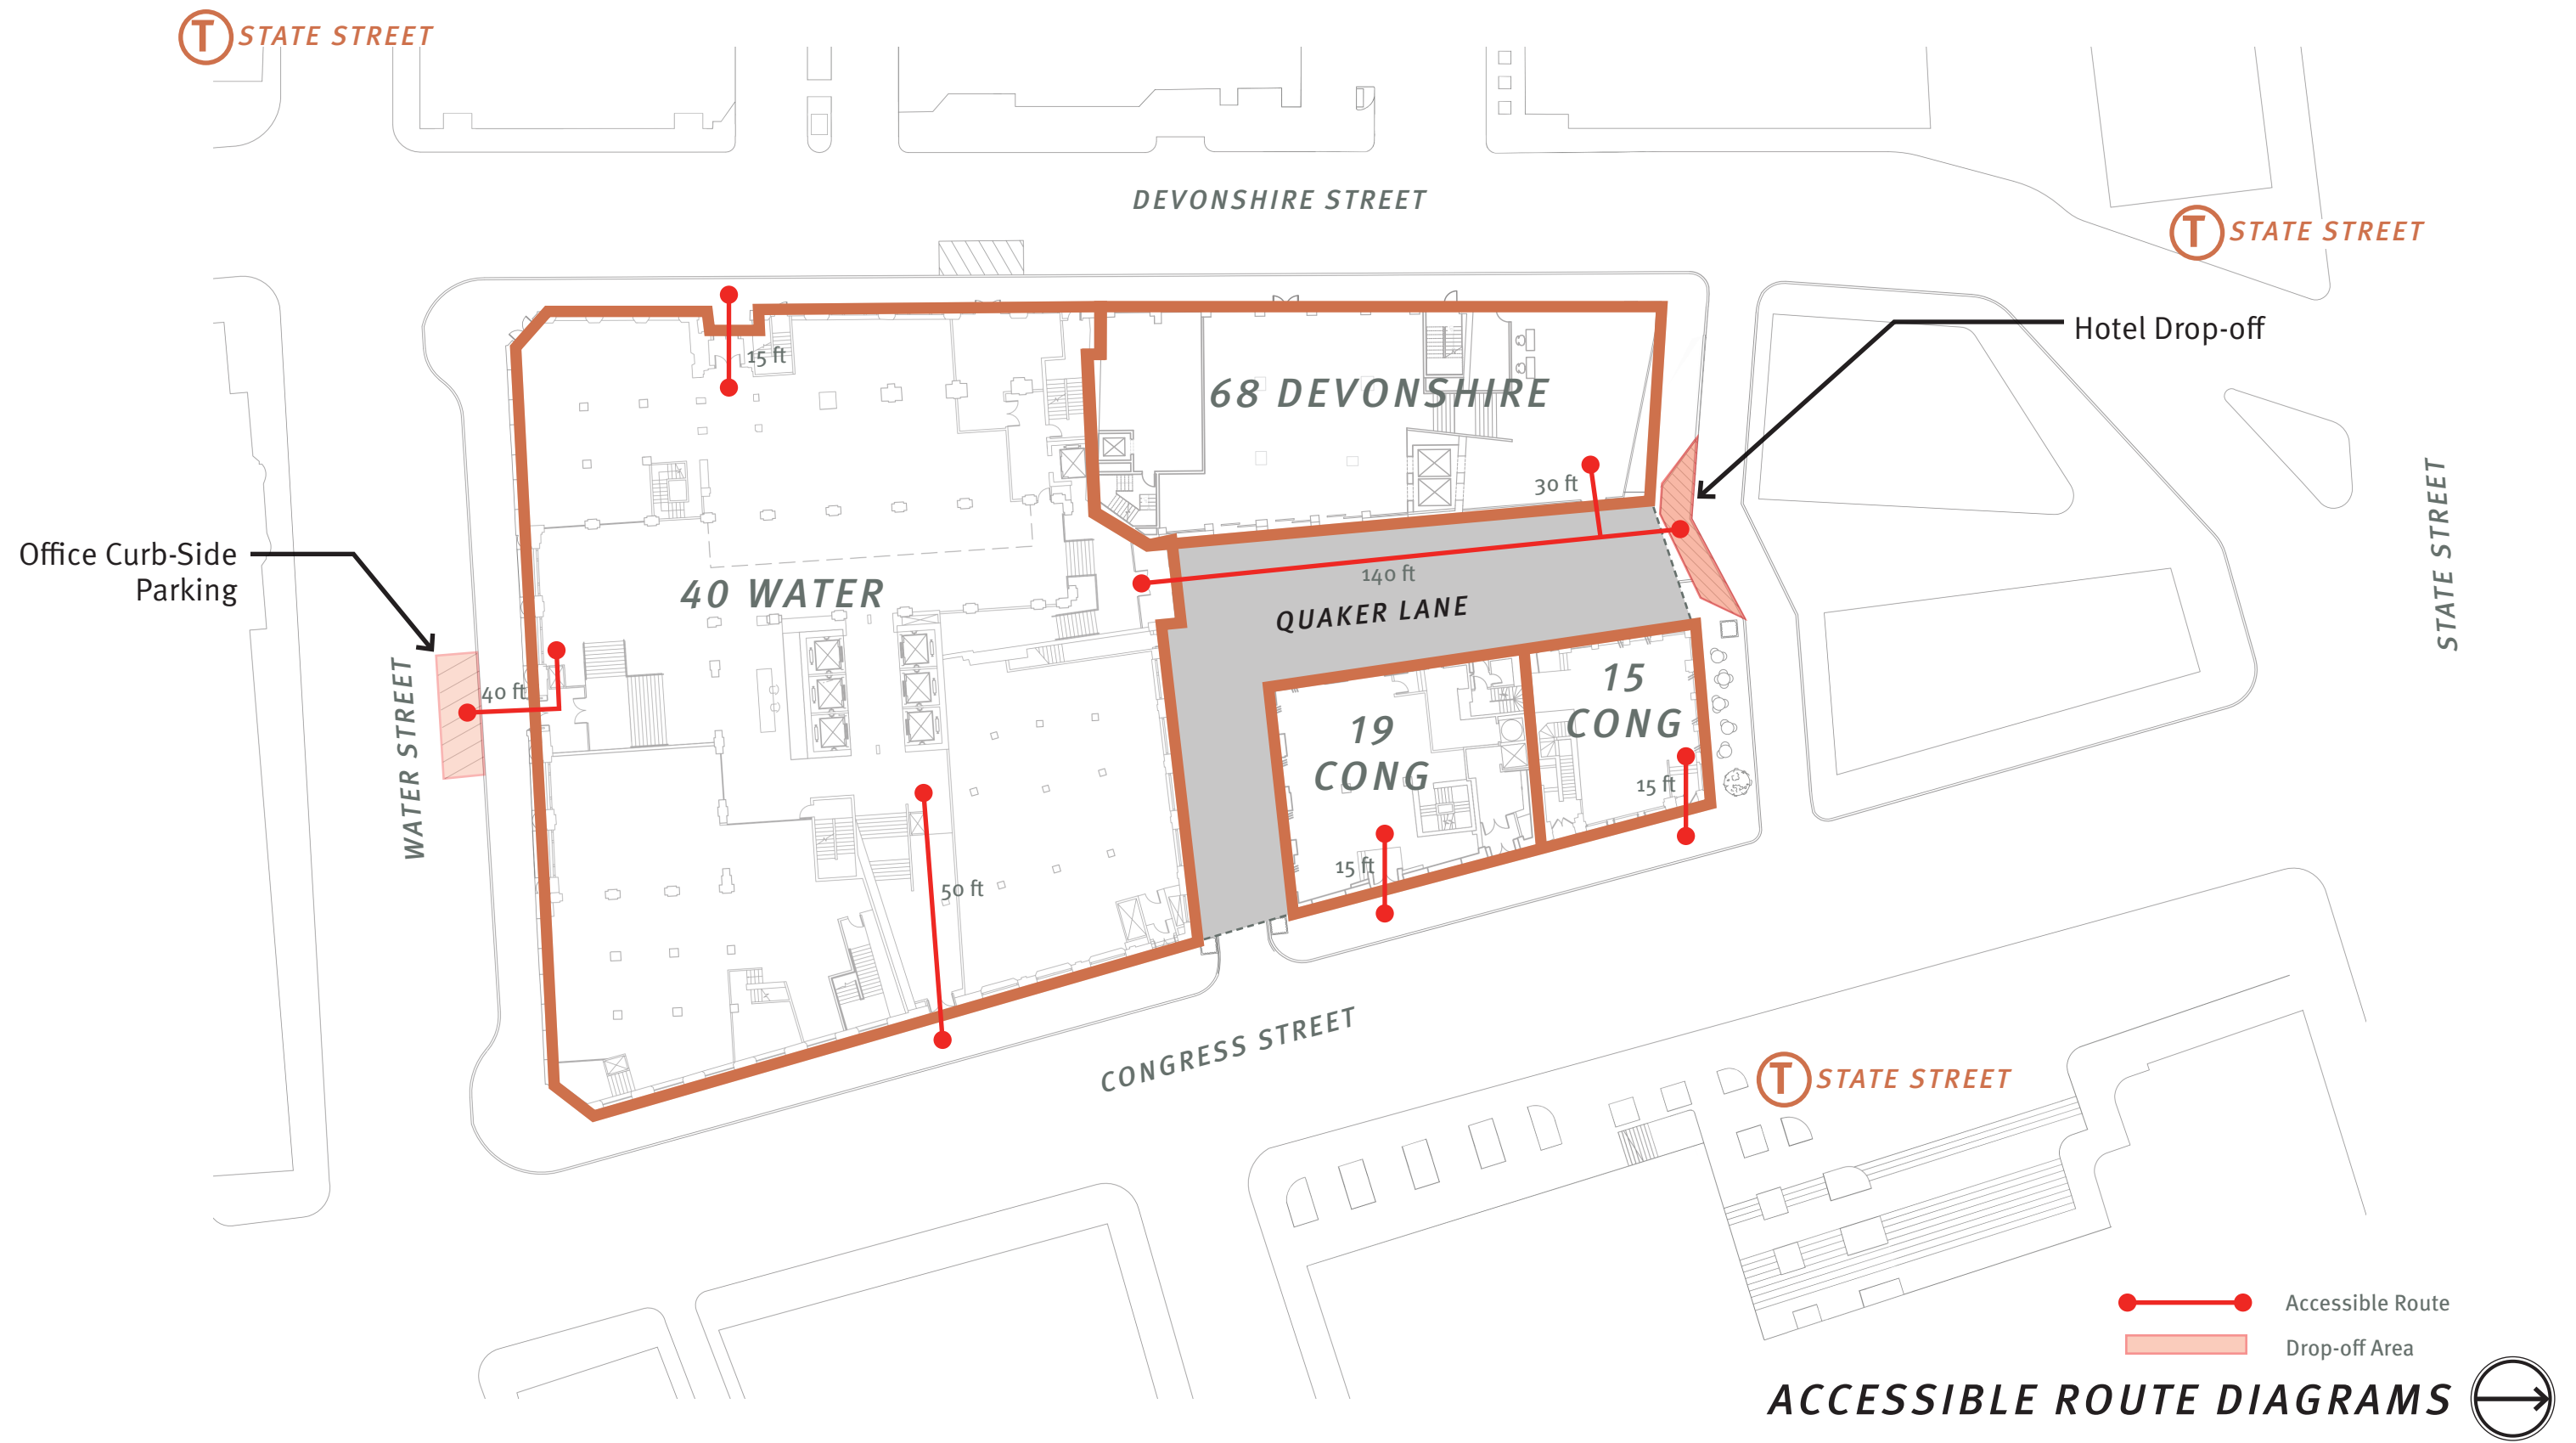 T STATE STREET
DEVONSHIRE STREET
T STATE STREET
Hotel Drop-off
15 ft
68 DEVONSHIRE
30 ft
STATE STREET
Office Curb-Side
Parking
40 WATER
140 ft
QUAKER LANE
40 ft
WATER STREET
15
CONG
19
CONG
15 ft
15 ft
50 ft
CONGRESS STREET
T STATE STREET
Accessible Route
Drop-off Area
ACCESSIBLE ROUTE DIAGRAMS